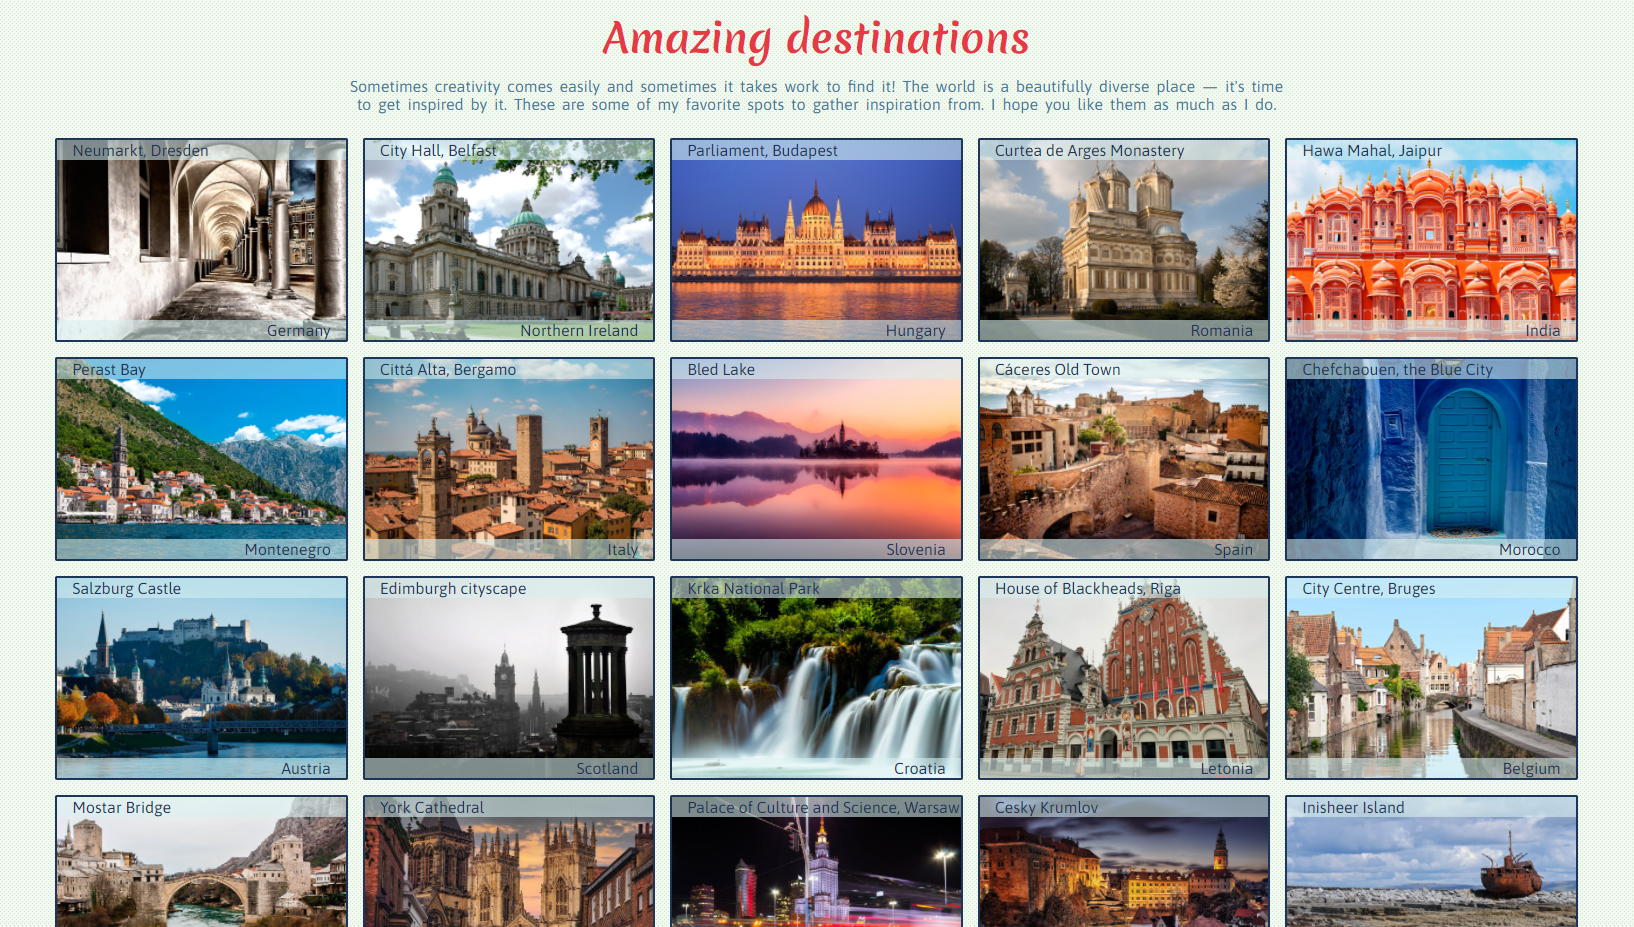 Amazing destinations
Sometimes creativity comes easily and sometimes it takes work to find it! The world is a beautifully diverse place — it's time
to get inspired by it. These are some of my favorite spots to gather inspiration from. I hope you like them as much as I do.
Neumarkt, Dresden
Germany
City Hall, Belfast
Northern Ireland
Parliament, Budapest
Hungary
Curtea de Arges Monastery
Romania
Hawa Mahal, Jaipur
India
Perast Bay
Montenegro
Cittá Alta, Bergamo
Italy
Bled Lake
Slovenia
Cáceres Old Town
Spain
Chefchaouen, the Blue City
Morocco
Salzburg Castle
Austria
Edimburgh cityscape
Scotland
Krka National Park
Croatia
House of Blackheads, Riga
Letonia
City Centre, Bruges
Belgium
Mostar Bridge
York Cathedral
Palace of Culture and Science, Warsaw
Cesky Krumlov
Inisheer Island